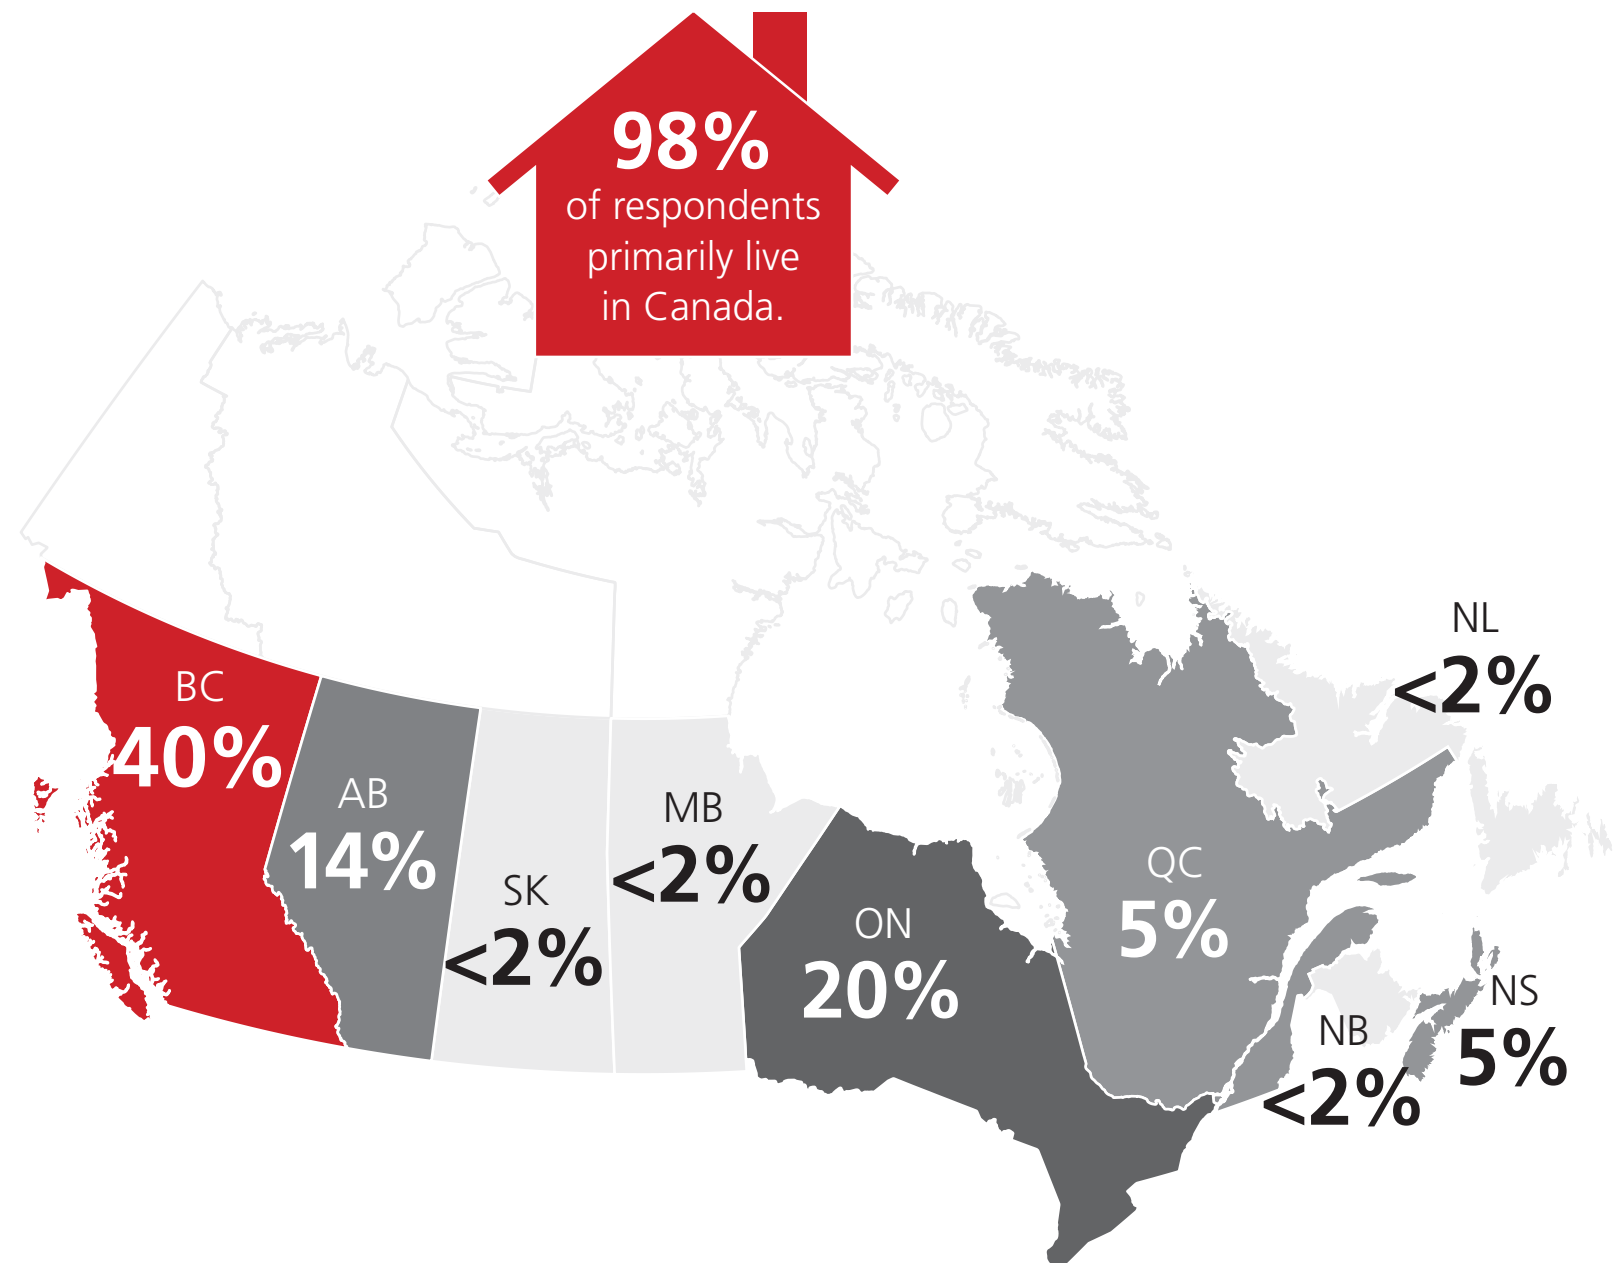 98%
of respondents
primarily live
in Canada.
BC
40%
AB
14%
SK
<2%
MB
<2%
ON
20%
QC
5%
NL
<2%
NB
<2%
NS
5%